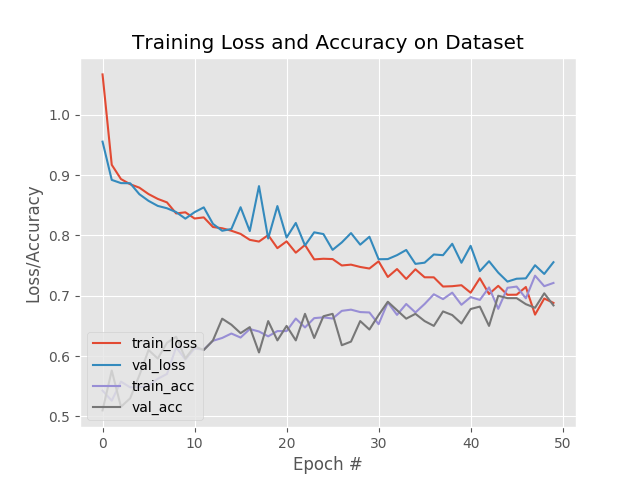 Training Loss and Accuracy on Dataset
Loss/Accuracy
1.0
0.9
0.8
0.7
0.6
0.5
train_loss
val_loss
train_acc
val_acc
0
10
20
30
40
50
Epoch #